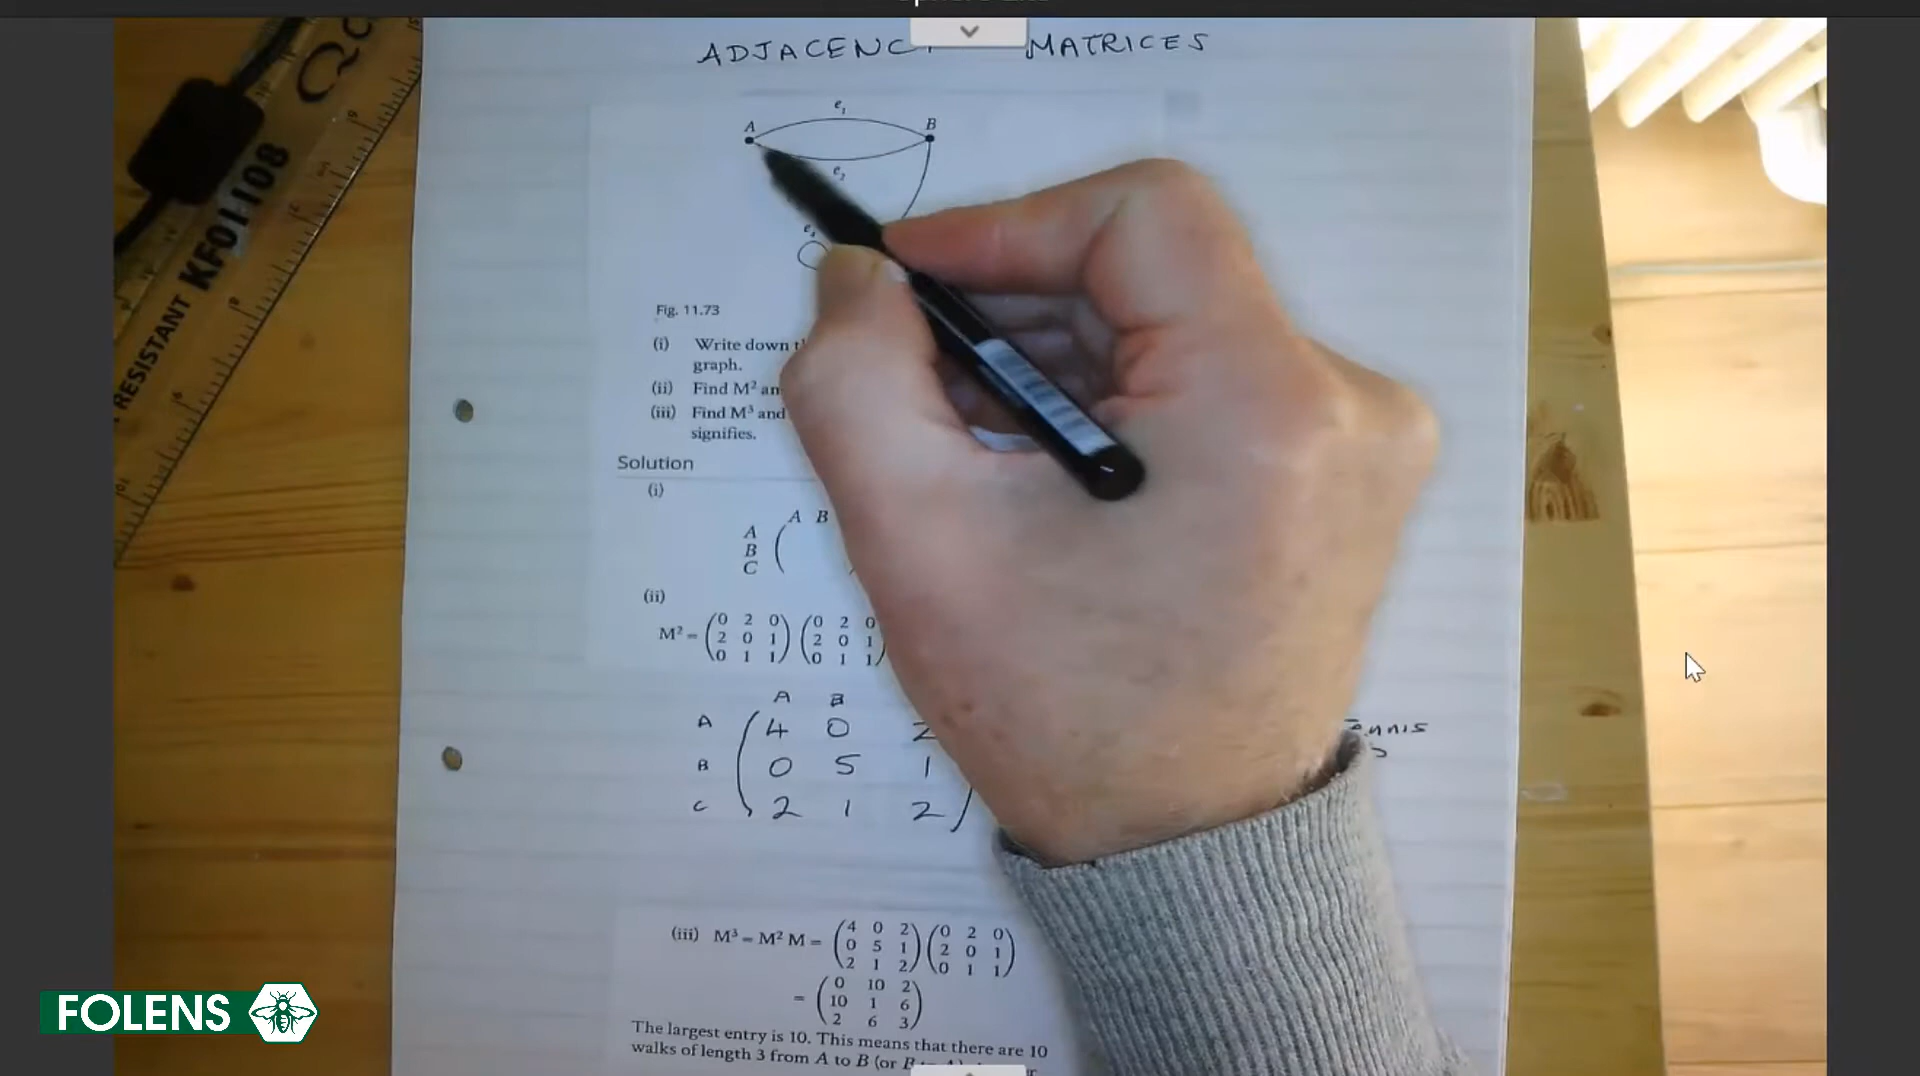 ADJACENC MATRICES
e₁
A
B
e₂
Fig. 11.73
(i) Write down
graph.
(ii) Find M² an
(iii) Find M³ and
signifies.
Solution
(i)
A B
A
B
C
(ii)
M² = (0 2 0) (0 2 0
2 0 1 2 0 1
0 1 1 0 1 1
A B
A 4 0 2
B 0 5 1
C 2 1 2
(iii) M³ = M² M = (4 0 2) (0 2 0)
0 5 1 2 0 1
2 1 2 0 1 1
= (0 10 2)
10 1 6
2 6 3
The largest entry is 10. This means that there are 10
walks of length 3 from A to B (or B
FOLENS
QC
KF01108
RESISTANT